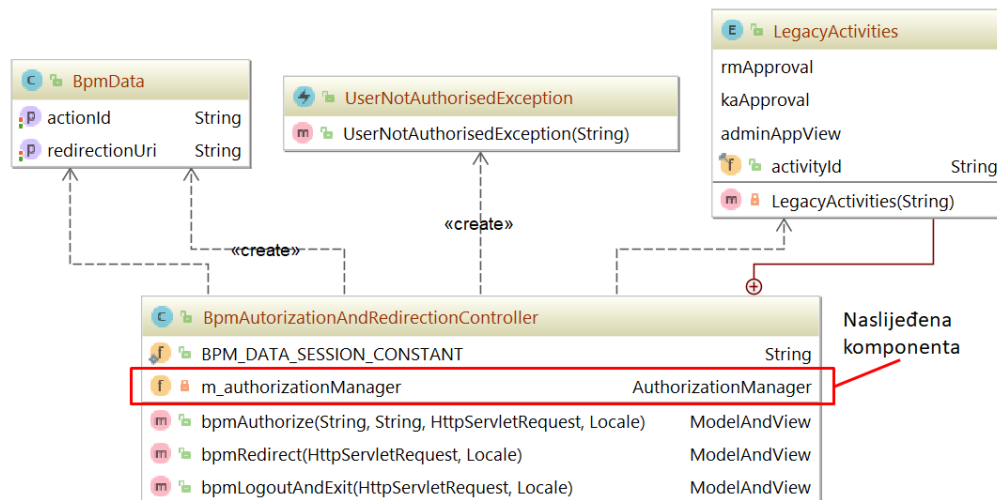 E LegacyActivities
rmApproval
kaApproval
adminAppView
f activityId String
m LegacyActivities(String)
C BpmData
p actionId String
p redirectionUri String
UserNotAuthorisedException
m UserNotAuthorisedException(String)
«create»
«create»
C BpmAutorizationAndRedirectionController
f BPM_DATA_SESSION_CONSTANT String
f m_authorizationManager AuthorizationManager
m bpmAuthorize(String, String, HttpServletRequest, Locale) ModelAndView
m bpmRedirect(HttpServletRequest, Locale) ModelAndView
m bpmLogoutAndExit(HttpServletRequest, Locale) ModelAndView
Naslijeđena
komponenta